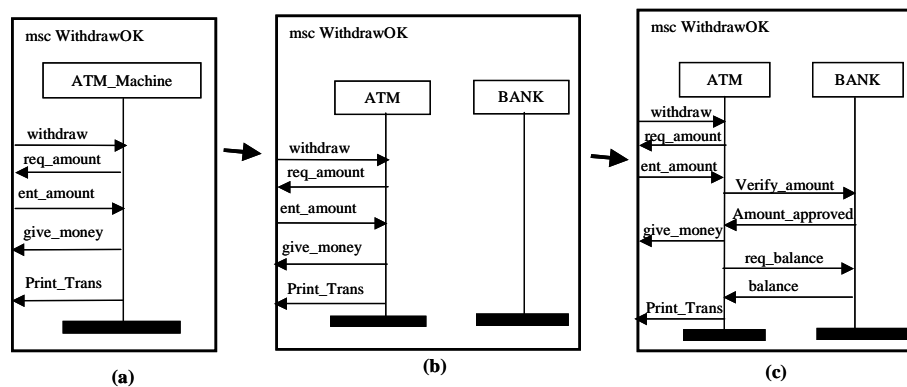 msc WithdrawOK
ATM_Machine
withdraw
req_amount
ent_amount
give_money
Print_Trans
(a)
msc WithdrawOK
ATM
BANK
withdraw
req_amount
ent_amount
give_money
Print_Trans
(b)
msc WithdrawOK
ATM
BANK
withdraw
req_amount
ent_amount
Verify_amount
Amount_approved
give_money
req_balance
balance
Print_Trans
(c)